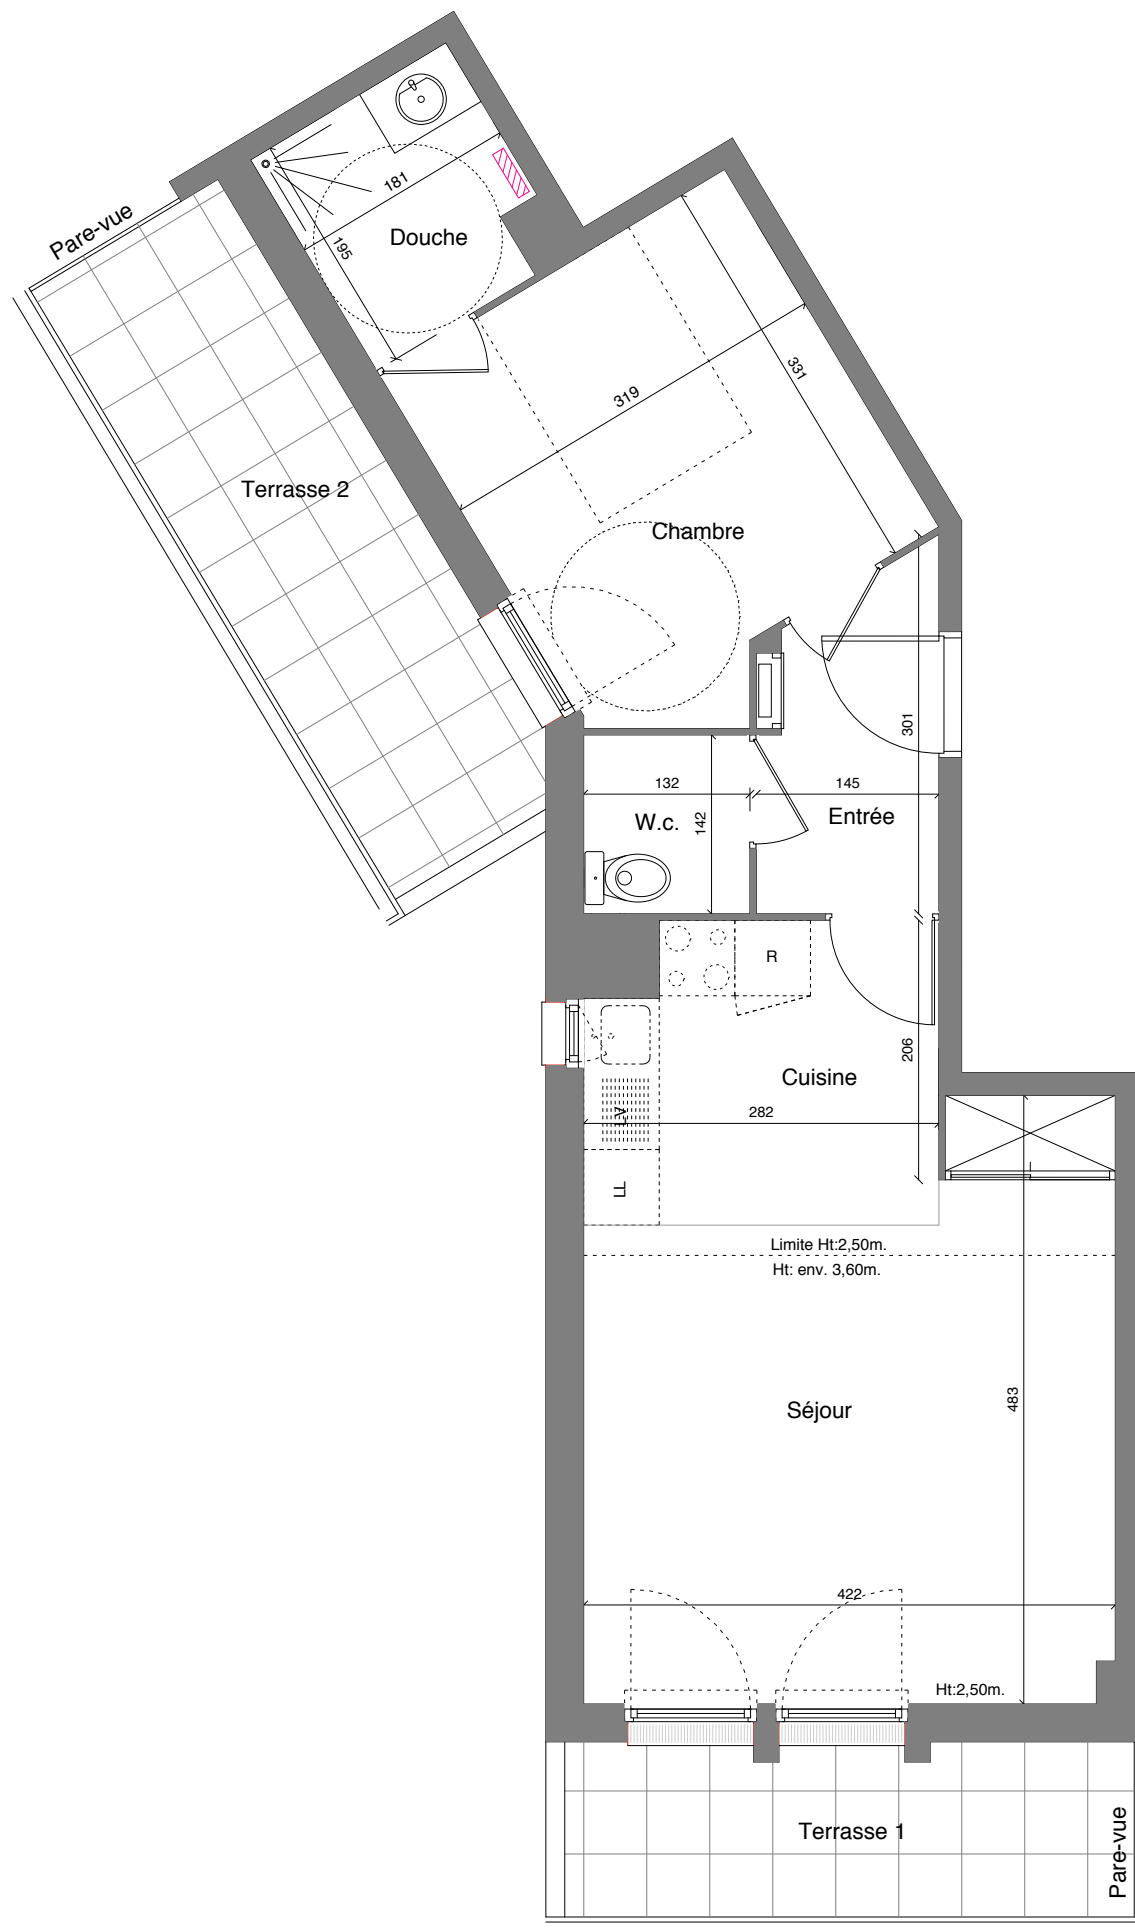 Pare-vue
181
Douche
195
331
319
Terrasse 2
Chambre
301
132
145
W.c.
142
Entrée
R
206
Cuisine
LV
282
LL
Limite Ht:2,50m.
Ht: env. 3,60m.
483
Séjour
422
Ht:2,50m.
Terrasse 1
Pare-vue